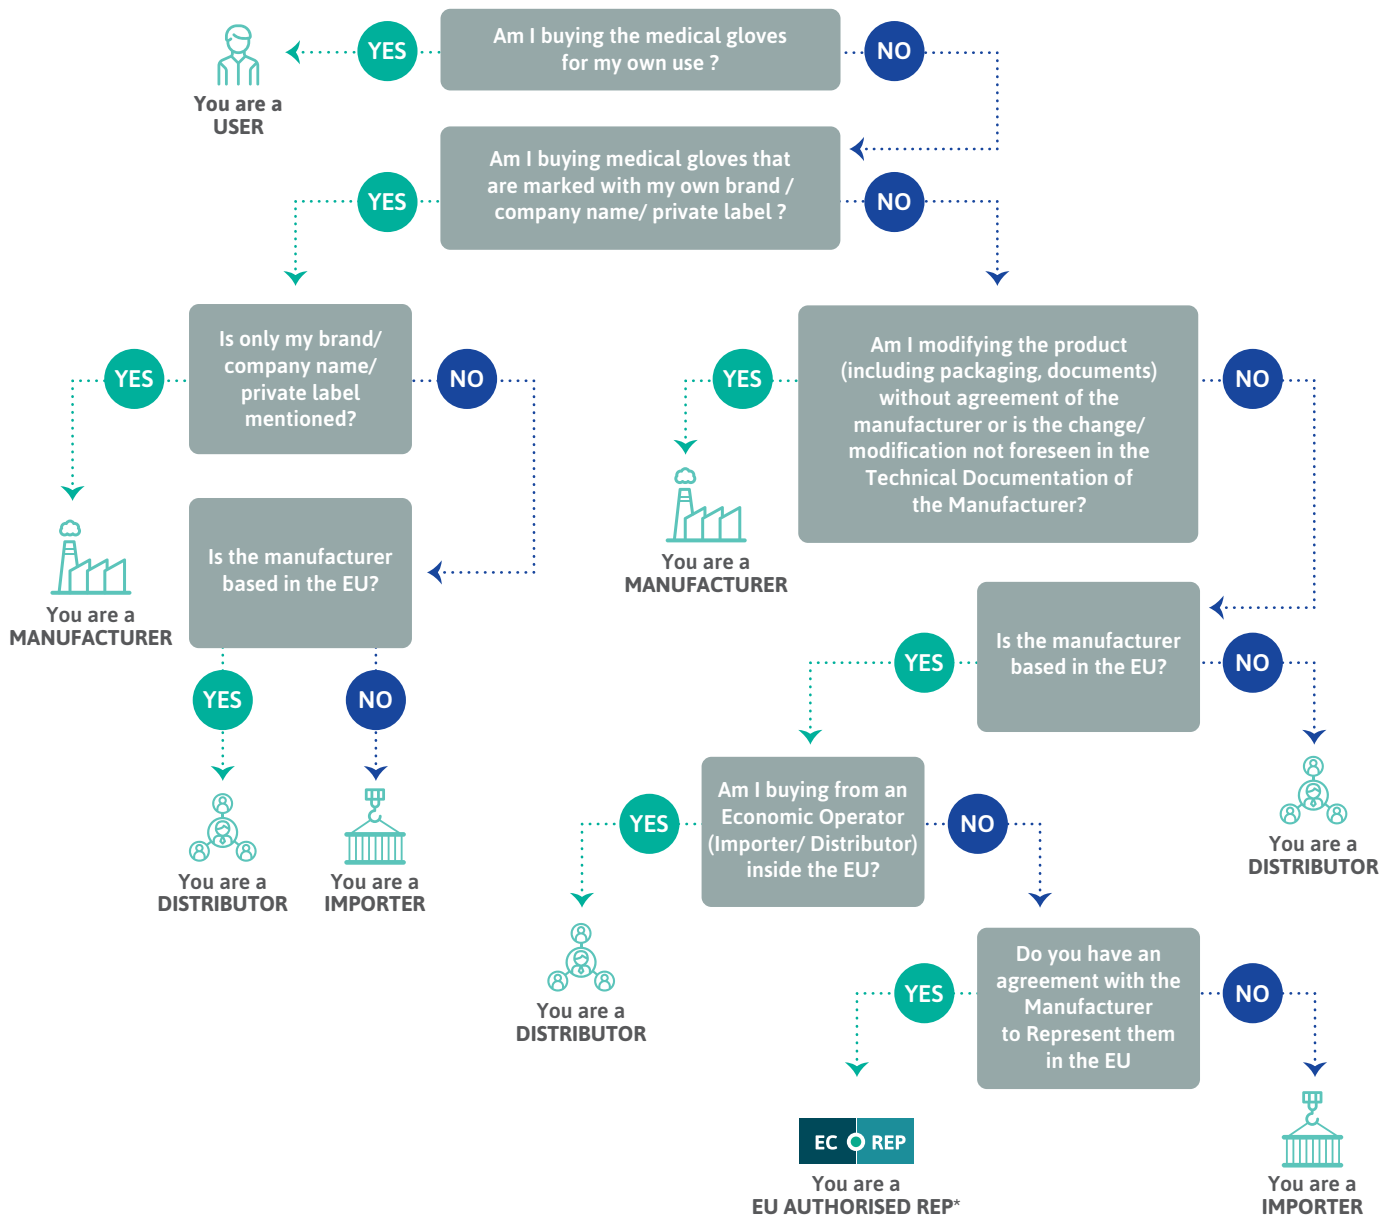 Am I buying the medical gloves
for my own use ?
YES
NO
You are a
USER
Am I buying medical gloves that
are marked with my own brand /
company name/ private label ?
YES
NO
Is only my brand/
company name/
private label
mentioned?
YES
NO
You are a
MANUFACTURER
Is the manufacturer
based in the EU?
YES
NO
You are a
DISTRIBUTOR
You are a
IMPORTER
Am I modifying the product
(including packaging, documents)
without agreement of the
manufacturer or is the change/
modification not foreseen in the
Technical Documentation of
the Manufacturer?
YES
NO
You are a
MANUFACTURER
Is the manufacturer
based in the EU?
YES
NO
You are a
DISTRIBUTOR
Am I buying from an
Economic Operator
(Importer/ Distributor)
inside the EU?
YES
NO
You are a
DISTRIBUTOR
Do you have an
agreement with the
Manufacturer
to Represent them
in the EU
YES
NO
EC REP
You are a
EU AUTHORISED REP*
You are a
IMPORTER